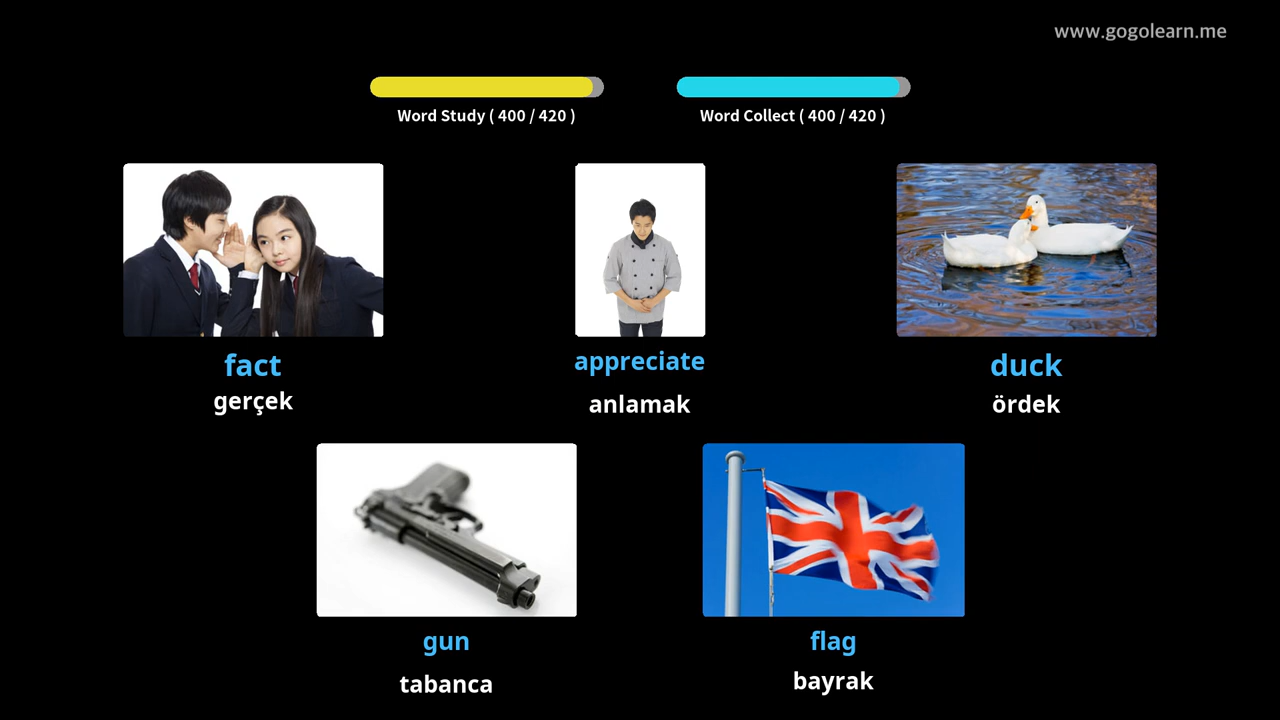 www.gogolearn.me
Word Study ( 400 / 420 )
Word Collect ( 400 / 420 )
fact
gerçek
appreciate
anlamak
duck
ördek
gun
tabanca
flag
bayrak